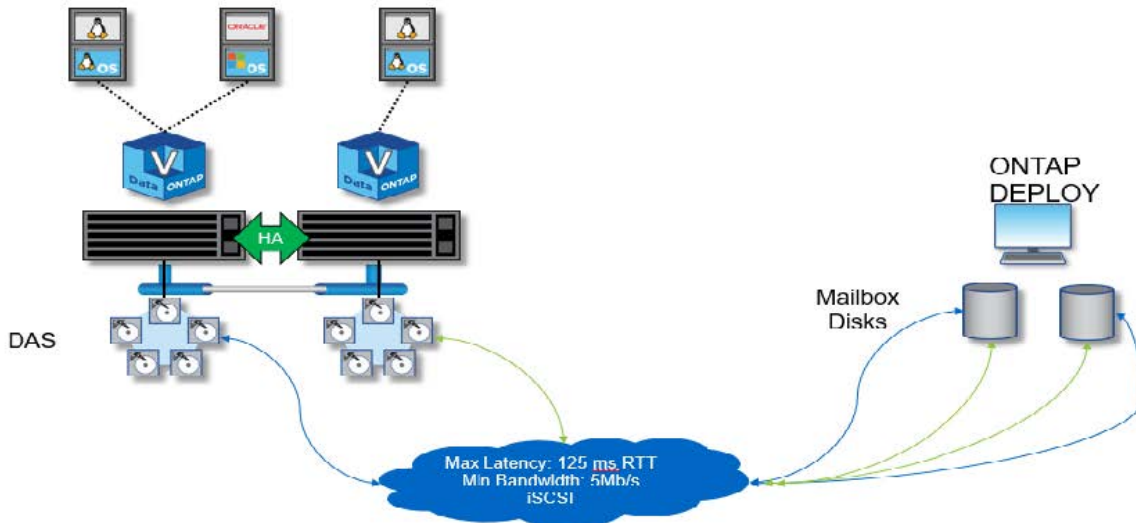 ORACLE
OS
OS
OS
V
Data ONTAP
V
Data ONTAP
ONTAP
DEPLOY
HA
Mailbox
Disks
DAS
Max Latency: 125 ms RTT
Min Bandwidth: 5Mb/s
iSCSI